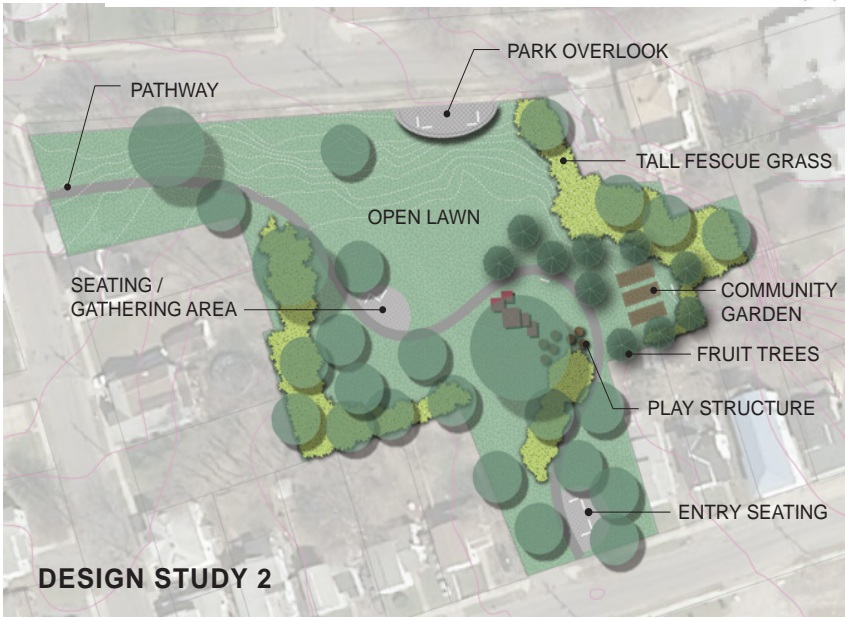 PARK OVERLOOK
PATHWAY
TALL FESCUE GRASS
OPEN LAWN
SEATING /
GATHERING AREA
COMMUNITY
GARDEN
FRUIT TREES
PLAY STRUCTURE
ENTRY SEATING
DESIGN STUDY 2